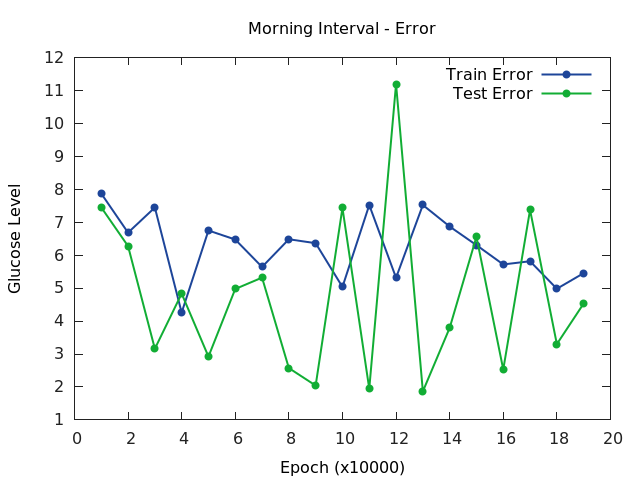 Morning Interval - Error
12
11
10
9
8
7
6
5
4
3
2
1
Glucose Level
Train Error
Test Error
0 2 4 6 8 10 12 14 16 18 20
Epoch (x10000)